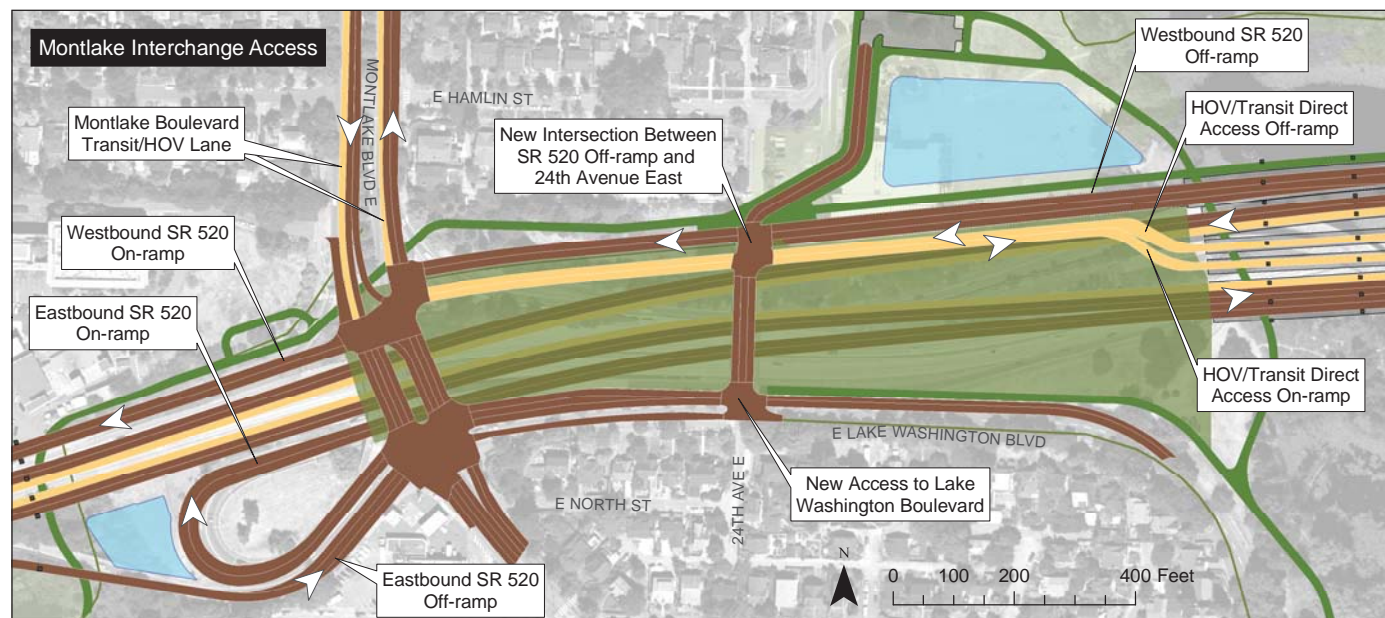 Montlake Interchange Access
Westbound SR 520
Off-ramp
MONTLAKE BLVD E
E HAMLIN ST
HOV/Transit Direct
Access Off-ramp
Montlake Boulevard
Transit/HOV Lane
New Intersection Between
SR 520 Off-ramp and
24th Avenue East
Westbound SR 520
On-ramp
Eastbound SR 520
On-ramp
HOV/Transit Direct
Access On-ramp
E LAKE WASHINGTON BLVD
E NORTH ST
24TH AVE E
New Access to Lake
Washington Boulevard
Eastbound SR 520
Off-ramp
N
0 100 200 400 Feet